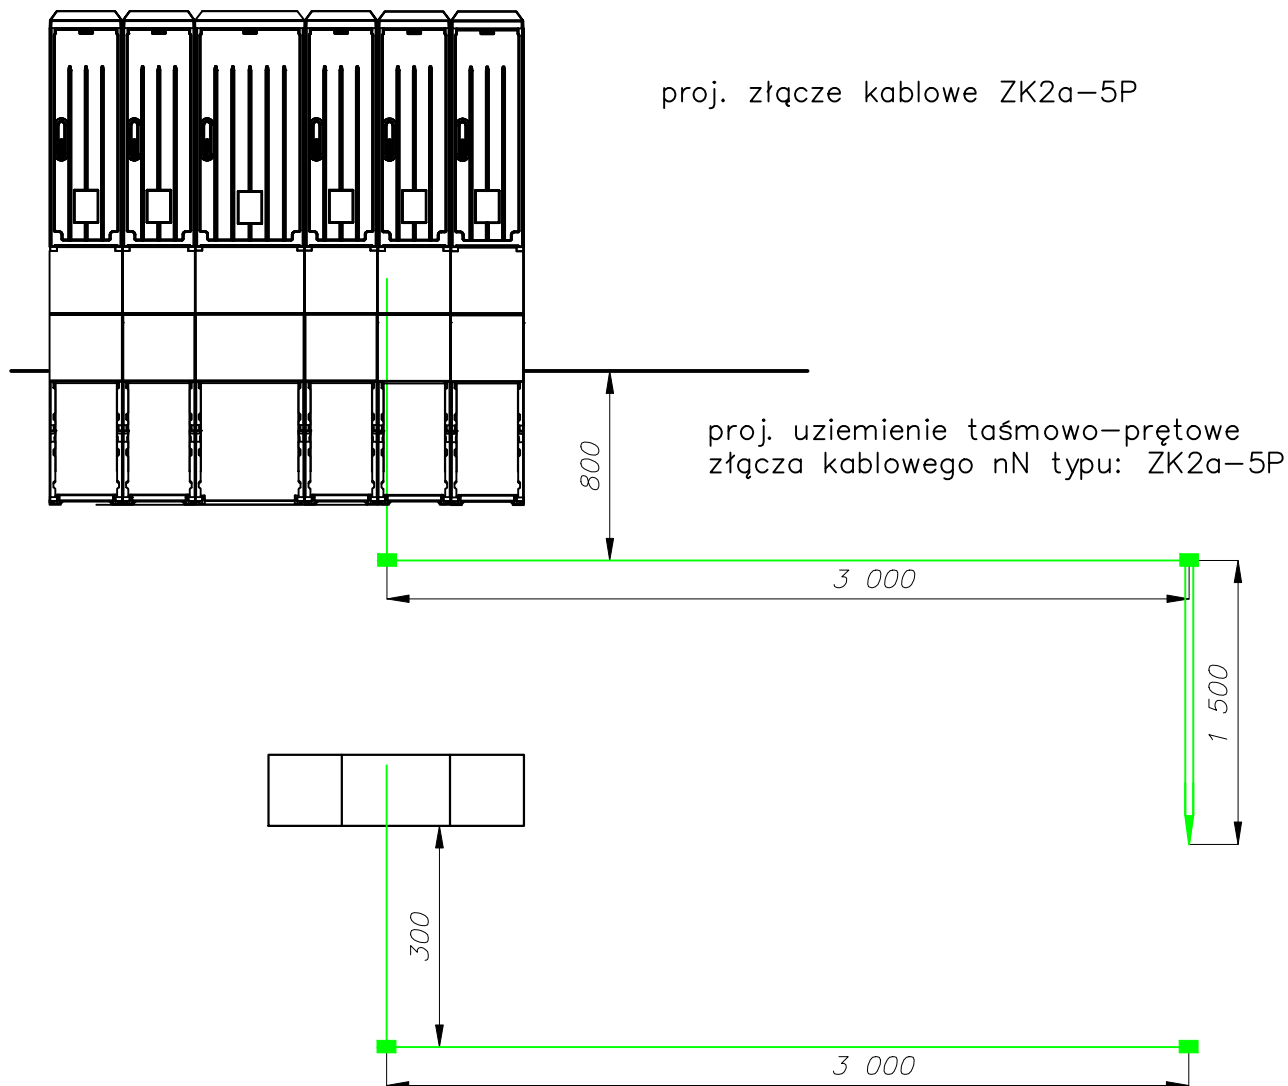 proj. złącze kablowe ZK2a-5P
proj. uziemienie taśmowo-prętowe
złącza kablowego nN typu: ZK2a-5P
800
3 000
1 500
300
3 000